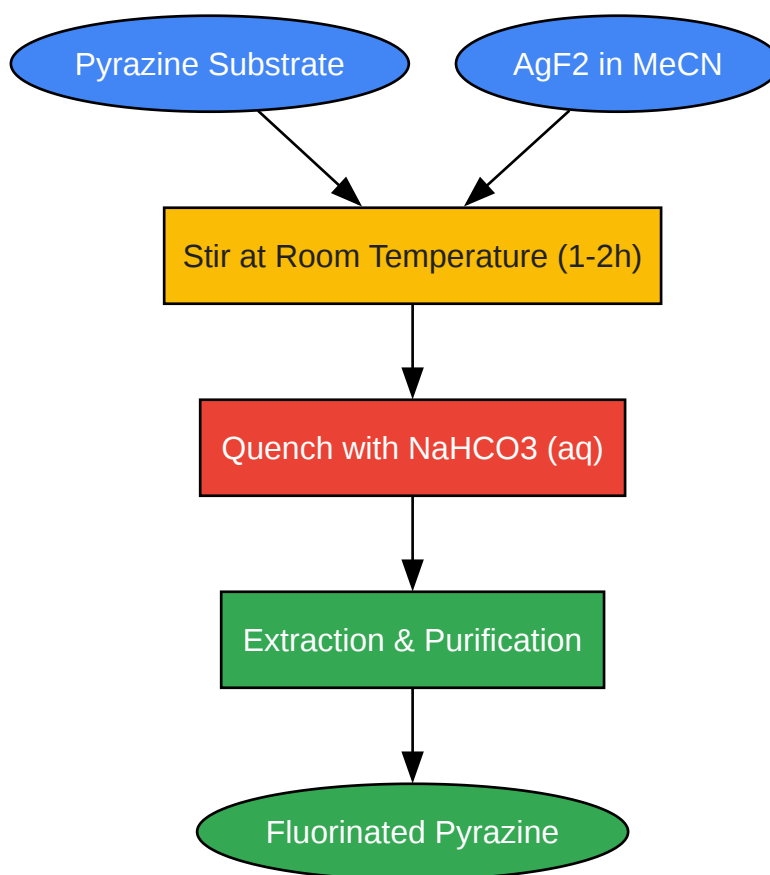 Pyrazine Substrate
AgF2 in MeCN
Stir at Room Temperature (1-2h)
Quench with NaHCO3 (aq)
Extraction & Purification
Fluorinated Pyrazine